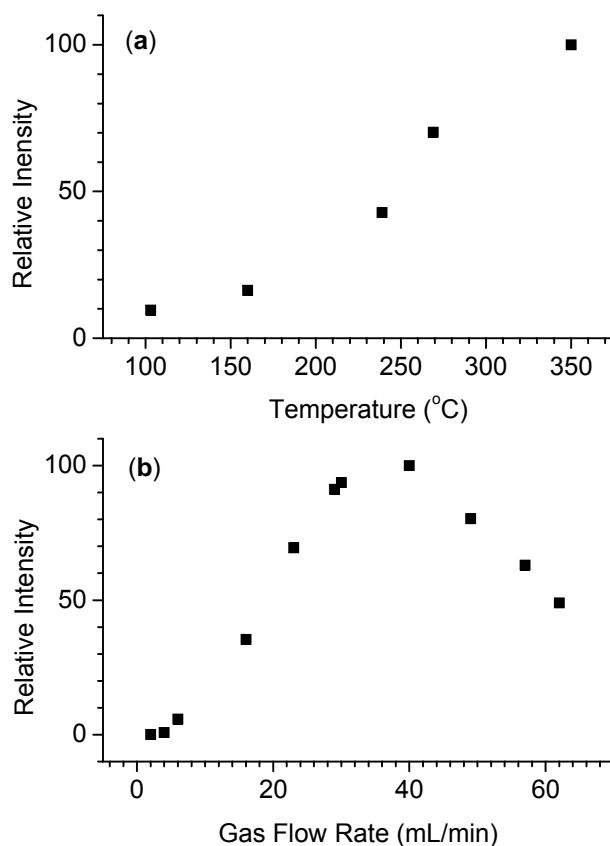 (a)
100
50
0
Relative Inensity
100 150 200 250 300 350
Temperature (°C)
(b)
100
50
0
Relative Intensity
0 20 40 60
Gas Flow Rate (mL/min)